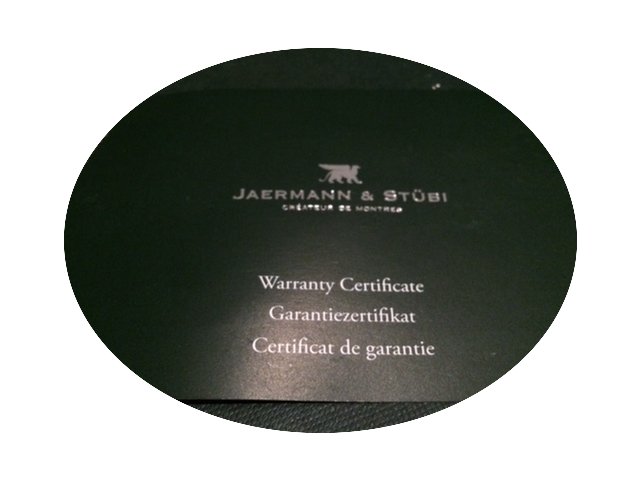 JAERMANN & STÜBI
CRÉATEUR DE MONTRES
Warranty Certificate
Garantiezertifikat
Certificat de garantie